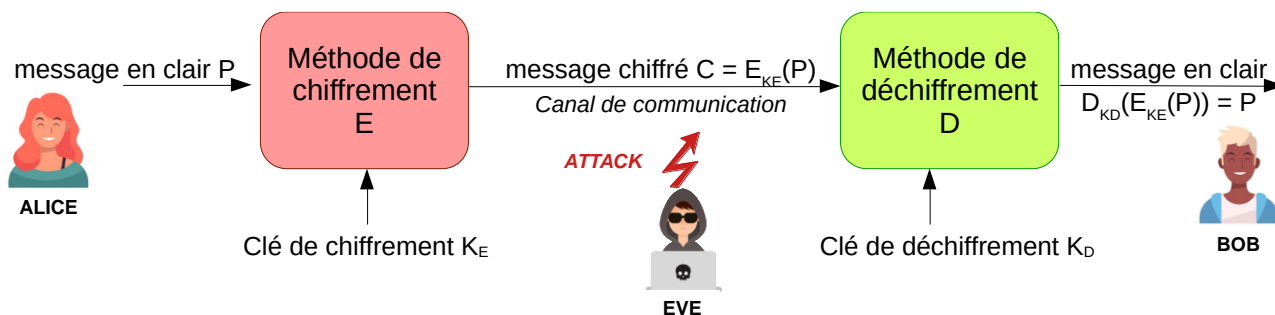 message en clair P
ALICE
Méthode de
chiffrement
E
Clé de chiffrement KE
message chiffré C = EKE(P)
Canal de communication
ATTACK
EVE
Méthode de
déchiffrement
D
Clé de déchiffrement KD
message en clair
DKD(EKE(P)) = P
BOB